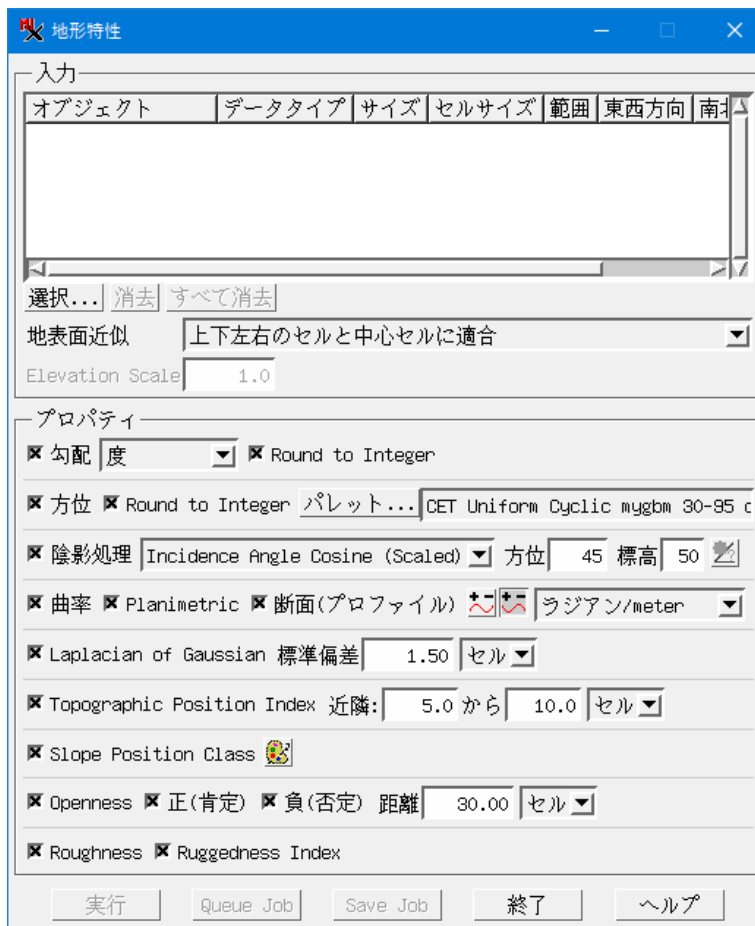 地形特性
入力
オブジェクト データタイプ サイズ セルサイズ 範囲 東西方向
選択... 消去 すべて消去
地表面近似 上下左右のセルと中心セルに適合
Elevation Scale 1.0
プロパティ
勾配 度 Round to Integer
方位 Round to Integer パレット... CET Uniform Cyclic mygbm 30-95 c
陰影処理 Incidence Angle Cosine (Scaled) 方位 45 標高 50
曲率 Planimetric 断面(プロファイル) ラジアン/meter
Laplacian of Gaussian 標準偏差 1.50 セル
Topographic Position Index 近隣: 5.0 から 10.0 セル
Slope Position Class
Openness 正(肯定) 負(否定) 距離 30.00 セル
Roughness Ruggedness Index
実行 Queue Job Save Job 終了 ヘルプ